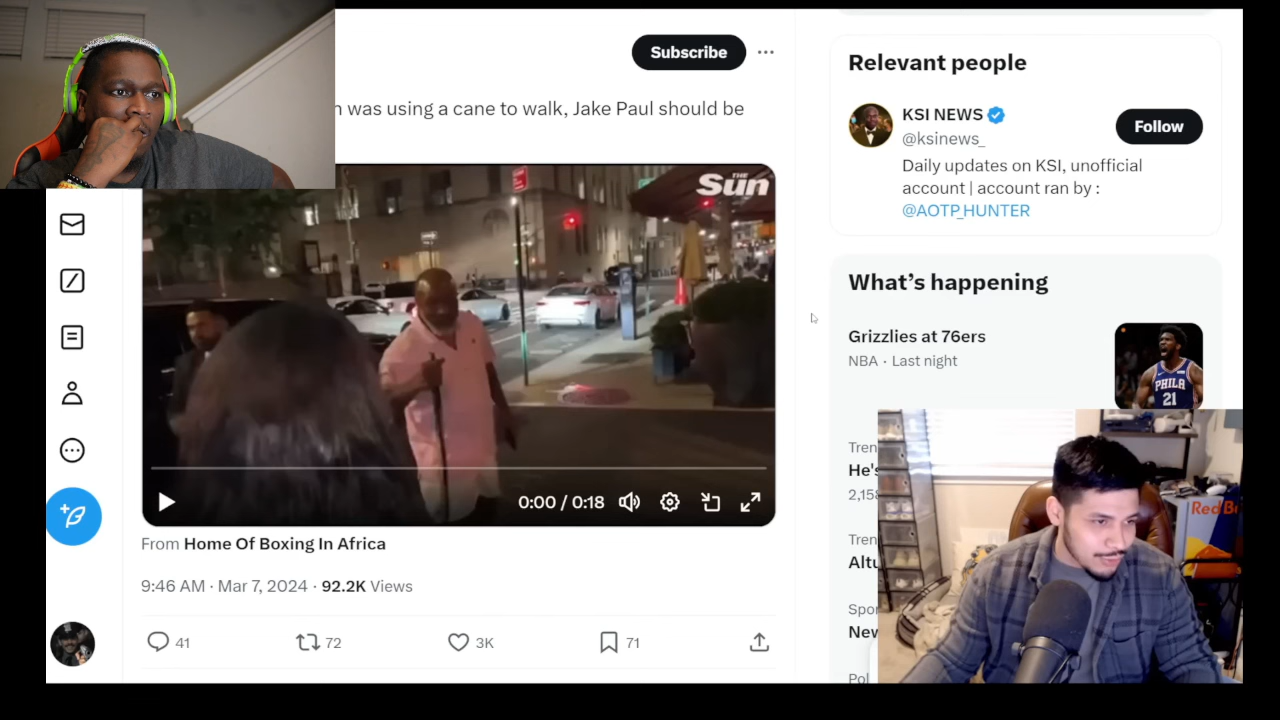 Subscribe
was using a cane to walk, Jake Paul should be
THE
Sun
0:00 / 0:18
From Home Of Boxing In Africa
9:46 AM · Mar 7, 2024 · 92.2K Views
41
72
3K
71
Relevant people
KSI NEWS
@ksinews_
Follow
Daily updates on KSI, unofficial
account | account ran by :
@AOTP_HUNTER
What's happening
Grizzlies at 76ers
NBA · Last night
PHILA
21
He's
Red Bu